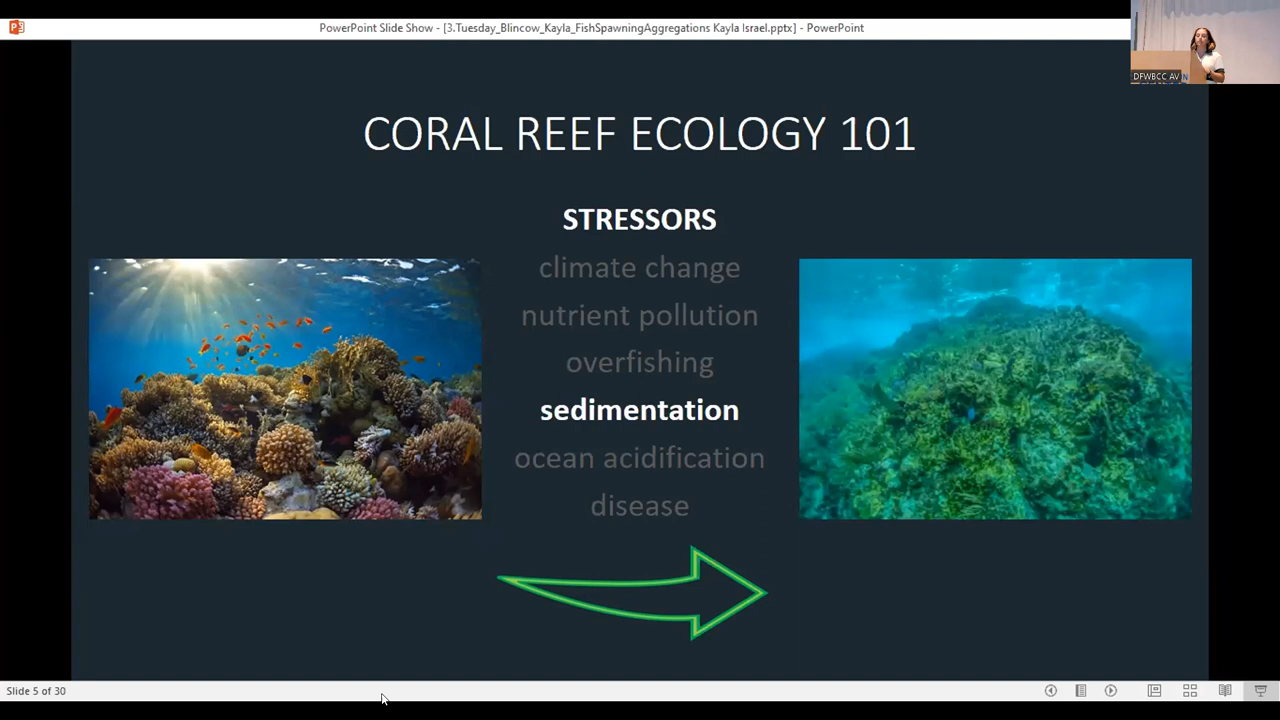 PowerPoint Slide Show - [3.Tuesday_Blincow_Kayla_FishSpawningAggregations Kayla Israel.pptx] - PowerPoint
DFWBCC AV
CORAL REEF ECOLOGY 101
STRESSORS
climate change
nutrient pollution
overfishing
sedimentation
ocean acidification
disease
Slide 5 of 30